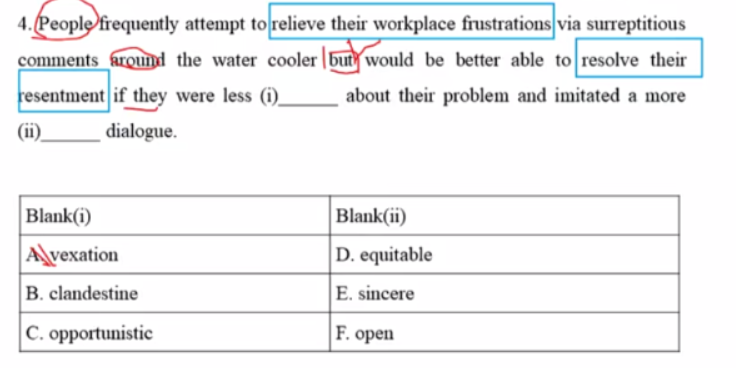 4. People frequently attempt to relieve their workplace frustrations via surreptitious
comments around the water cooler but would be better able to resolve their
resentment if they were less (i)______ about their problem and imitated a more
(ii)______ dialogue.
Blank(i) Blank(ii)
A. vexation D. equitable
B. clandestine E. sincere
C. opportunistic F. open